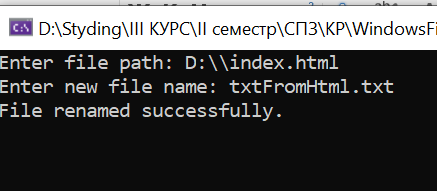 D:\Styding\III КУРС\II семестр\СПЗ\КР\WindowsFi
Enter file path: D:\\index.html
Enter new file name: txtFromHtml.txt
File renamed successfully.